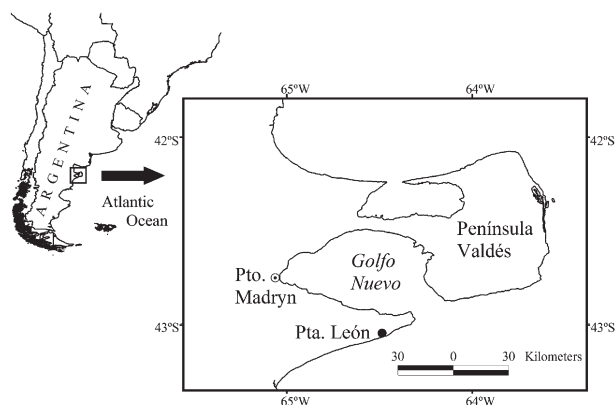 ARGENTINA
Atlantic
Ocean
65°W
64°W
42°S
42°S
Península
Valdés
Golfo
Nuevo
Pto.
Madryn
Pta. León
43°S
43°S
30
0
30
Kilometers
65°W
64°W